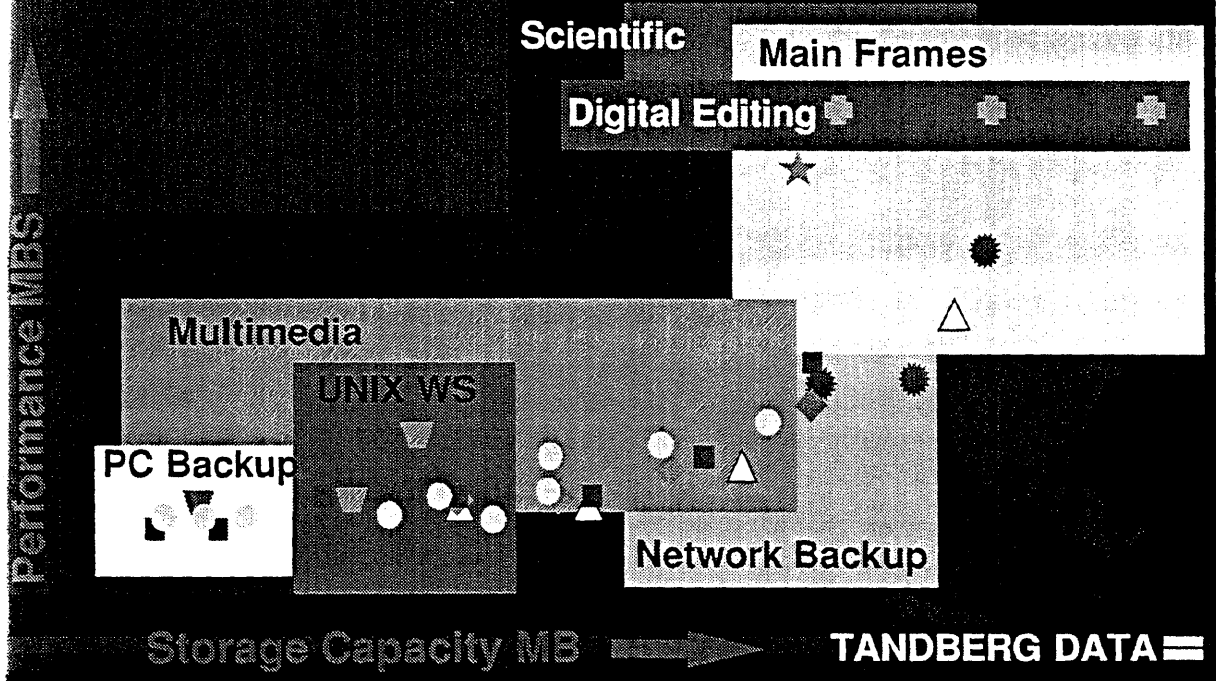 Scientific
Main Frames
Digital Editing
Performance MBS
Multimedia
UNIX WS
PC Backup
Network Backup
Storage Capacity MB
TANDBERG DATA